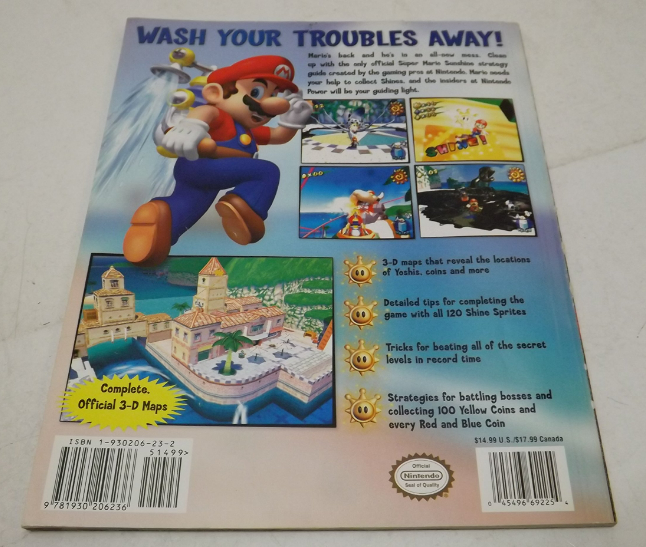 WASH YOUR TROUBLES AWAY!
Mario's back and he's in an all-new mess. Clean
up with the only official Super Mario Sunshine strategy
guide created by the gaming pros at Nintendo. Mario needs
your help to collect Shines, and the insiders at Nintendo
Power will be your guiding light.
SHINE!
3-D maps that reveal the locations
of Yoshis, coins and more
Detailed tips for completing the
game with all 120 Shine Sprites
Tricks for beating all of the secret
levels in record time
Strategies for battling bosses and
collecting 100 Yellow Coins and
every Red and Blue Coin
Complete,
Official 3-D Maps
$14.99 U.S./$17.99 Canada
ISBN 1-930206-23-2
51499>
9 781930 206236
Official
Nintendo
Seal of Quality
0 45496 69225 4